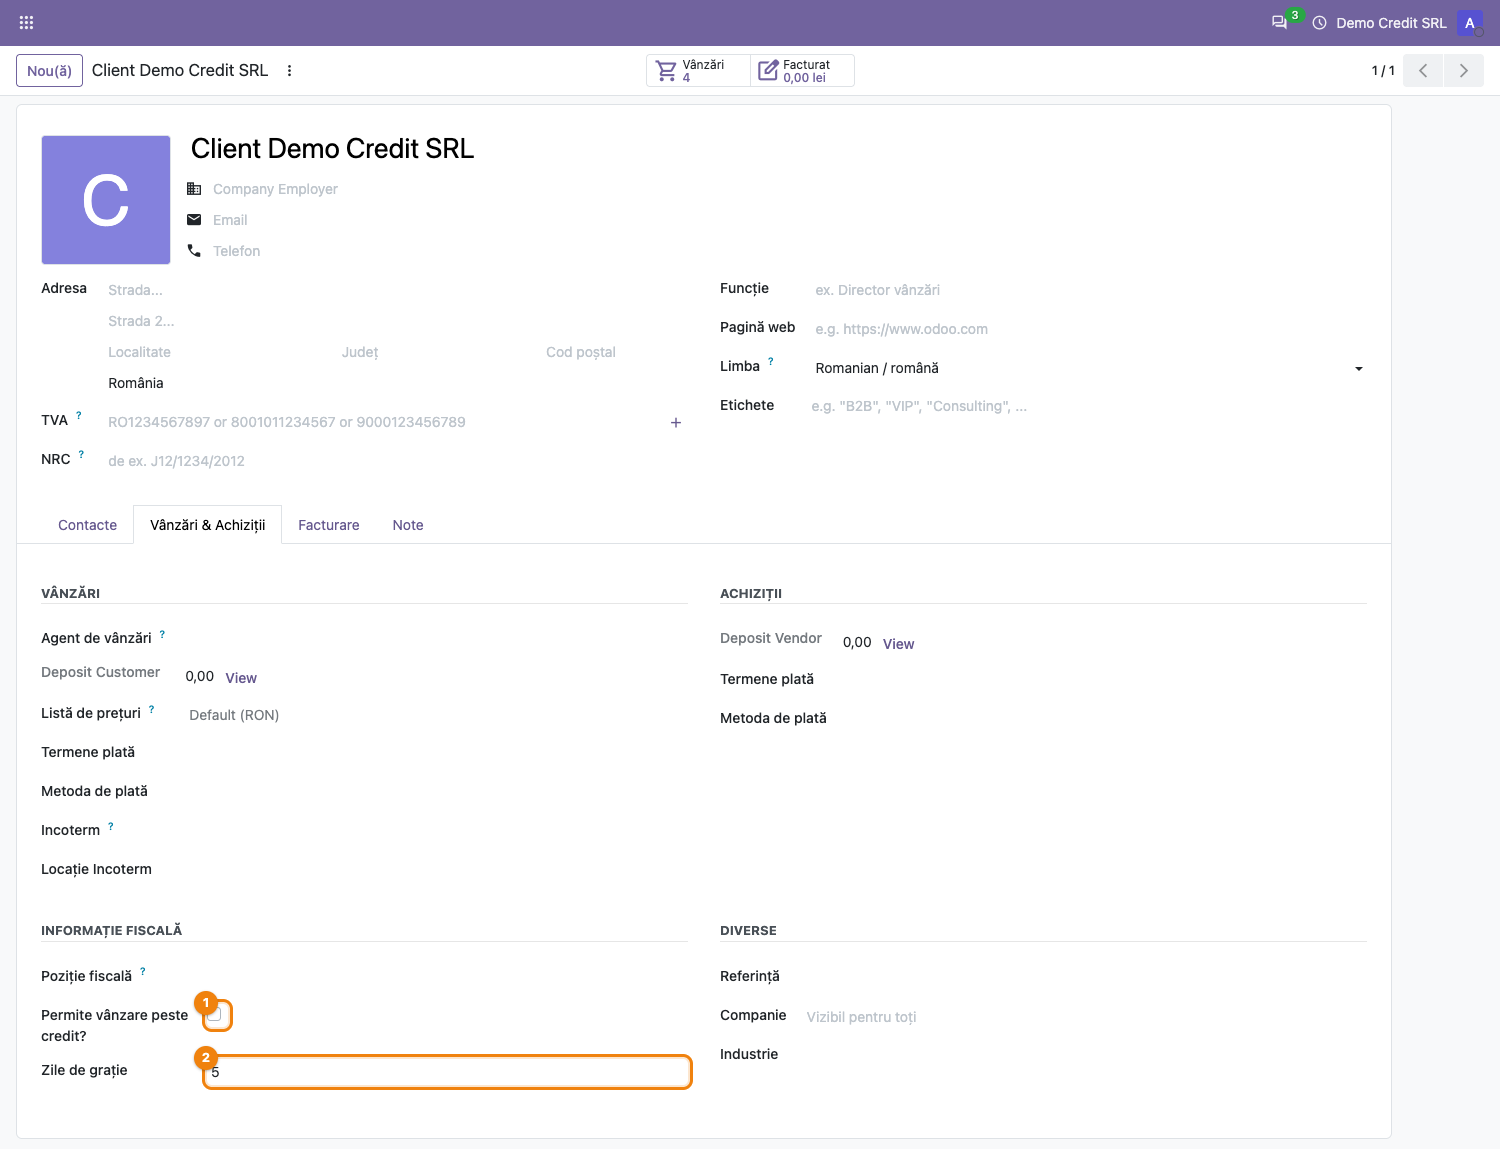 3
Demo Credit SRL
A
Nou(ă)
Client Demo Credit SRL
Vânzări
4
Facturat
0,00 lei
1 / 1
C
Client Demo Credit SRL
Company Employer
Email
Telefon
Adresa
Strada...
Strada 2...
Localitate
Județ
Cod poștal
România
TVA ?
RO1234567897 or 8001011234567 or 9000123456789
+
NRC ?
de ex. J12/1234/2012
Funcție
ex. Director vânzări
Pagină web
e.g. https://www.odoo.com
Limba ?
Romanian / română
Etichete
e.g. "B2B", "VIP", "Consulting", ...
Contacte
Vânzări & Achiziții
Facturare
Note
VÂNZĂRI
Agent de vânzări ?
Deposit Customer
0,00
View
Listă de prețuri ?
Default (RON)
Termene plată
Metoda de plată
Incoterm ?
Locație Incoterm
ACHIZIȚII
Deposit Vendor
0,00
View
Termene plată
Metoda de plată
INFORMAȚIE FISCALĂ
Poziție fiscală ?
Permite vânzare peste
credit?
1
Zile de grație
2
5
DIVERSE
Referință
Companie
Vizibil pentru toți
Industrie